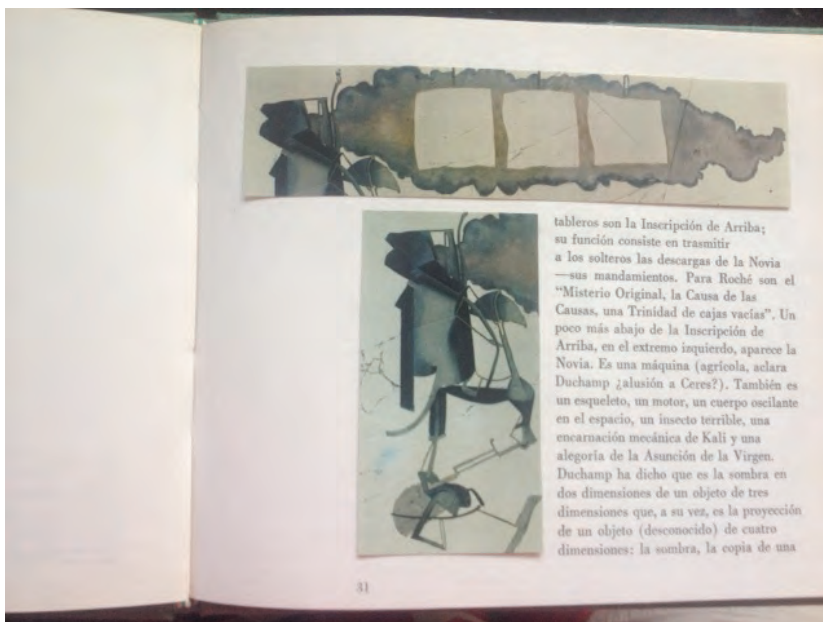 tableros son la Inscripción de Arriba;
su función consiste en trasmitir
a los solteros las descargas de la Novia
—sus mandamientos. Para Roché son el
“Misterio Original, la Causa de las
Causas, una Trinidad de cajas vacías”. Un
poco más abajo de la Inscripción de
Arriba, en el extremo izquierdo, aparece la
Novia. Es una máquina (agrícola, aclara
Duchamp ¿alusión a Ceres?). También es
un esqueleto, un motor, un cuerpo oscilante
en el espacio, un insecto terrible, una
encarnación mecánica de Kali y una
alegoría de la Asunción de la Virgen.
Duchamp ha dicho que es la sombra en
dos dimensiones de un objeto de tres
dimensiones que, a su vez, es la proyección
de un objeto (desconocido) de cuatro
dimensiones: la sombra, la copia de una
31